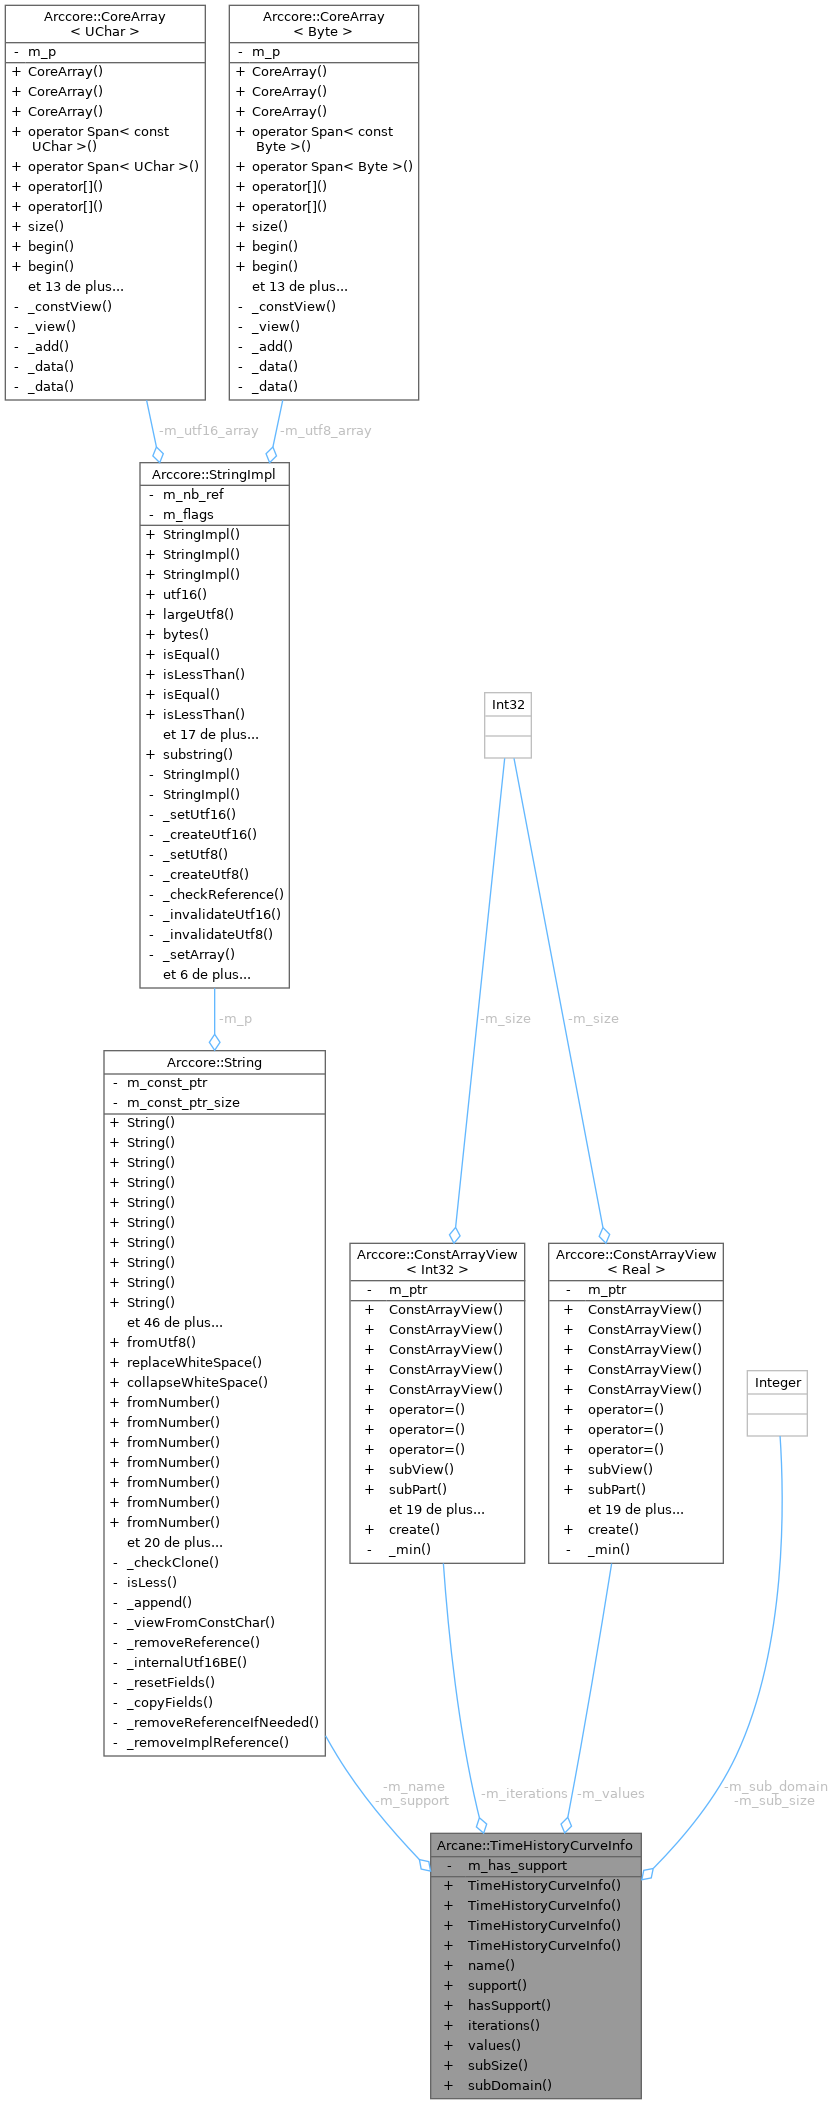 Arccore::CoreArray
< UChar >
- m_p
+ CoreArray()
+ CoreArray()
+ CoreArray()
+ operator Span< const
UChar >()
+ operator Span< UChar >()
+ operator[]()
+ operator[]()
+ size()
+ begin()
+ begin()
et 13 de plus...
- _constView()
- _view()
- _add()
- _data()
- _data()
Arccore::CoreArray
< Byte >
- m_p
+ CoreArray()
+ CoreArray()
+ CoreArray()
+ operator Span< const
Byte >()
+ operator Span< Byte >()
+ operator[]()
+ operator[]()
+ size()
+ begin()
+ begin()
et 13 de plus...
- _constView()
- _view()
- _add()
- _data()
- _data()
-m_utf16_array
-m_utf8_array
Arccore::StringImpl
- m_nb_ref
- m_flags
+ StringImpl()
+ StringImpl()
+ StringImpl()
+ utf16()
+ largeUtf8()
+ bytes()
+ isEqual()
+ isLessThan()
+ isEqual()
+ isLessThan()
et 17 de plus...
+ substring()
- StringImpl()
- StringImpl()
- _setUtf16()
- _createUtf16()
- _setUtf8()
- _createUtf8()
- _checkReference()
- _invalidateUtf16()
- _invalidateUtf8()
- _setArray()
et 6 de plus...
Int32
-m_p
-m_size
-m_size
Arccore::String
- m_const_ptr
- m_const_ptr_size
+ String()
+ String()
+ String()
+ String()
+ String()
+ String()
+ String()
+ String()
+ String()
+ String()
et 46 de plus...
+ fromUtf8()
+ replaceWhiteSpace()
+ collapseWhiteSpace()
+ fromNumber()
+ fromNumber()
+ fromNumber()
+ fromNumber()
+ fromNumber()
+ fromNumber()
+ fromNumber()
et 20 de plus...
- _checkClone()
- isLess()
- _append()
- _viewFromConstChar()
- _removeReference()
- _internalUtf16BE()
- _resetFields()
- _copyFields()
- _removeReferenceIfNeeded()
- _removeImplReference()
Arccore::ConstArrayView
< Int32 >
- m_ptr
+ ConstArrayView()
+ ConstArrayView()
+ ConstArrayView()
+ ConstArrayView()
+ ConstArrayView()
+ operator=()
+ operator=()
+ operator=()
+ subView()
+ subPart()
et 19 de plus...
+ create()
- _min()
Arccore::ConstArrayView
< Real >
- m_ptr
+ ConstArrayView()
+ ConstArrayView()
+ ConstArrayView()
+ ConstArrayView()
+ ConstArrayView()
+ operator=()
+ operator=()
+ operator=()
+ subView()
+ subPart()
et 19 de plus...
+ create()
- _min()
Integer
-m_name
-m_support
-m_iterations
-m_values
-m_sub_domain
-m_sub_size
Arcane::TimeHistoryCurveInfo
- m_has_support
+ TimeHistoryCurveInfo()
+ TimeHistoryCurveInfo()
+ TimeHistoryCurveInfo()
+ TimeHistoryCurveInfo()
+ name()
+ support()
+ hasSupport()
+ iterations()
+ values()
+ subSize()
+ subDomain()